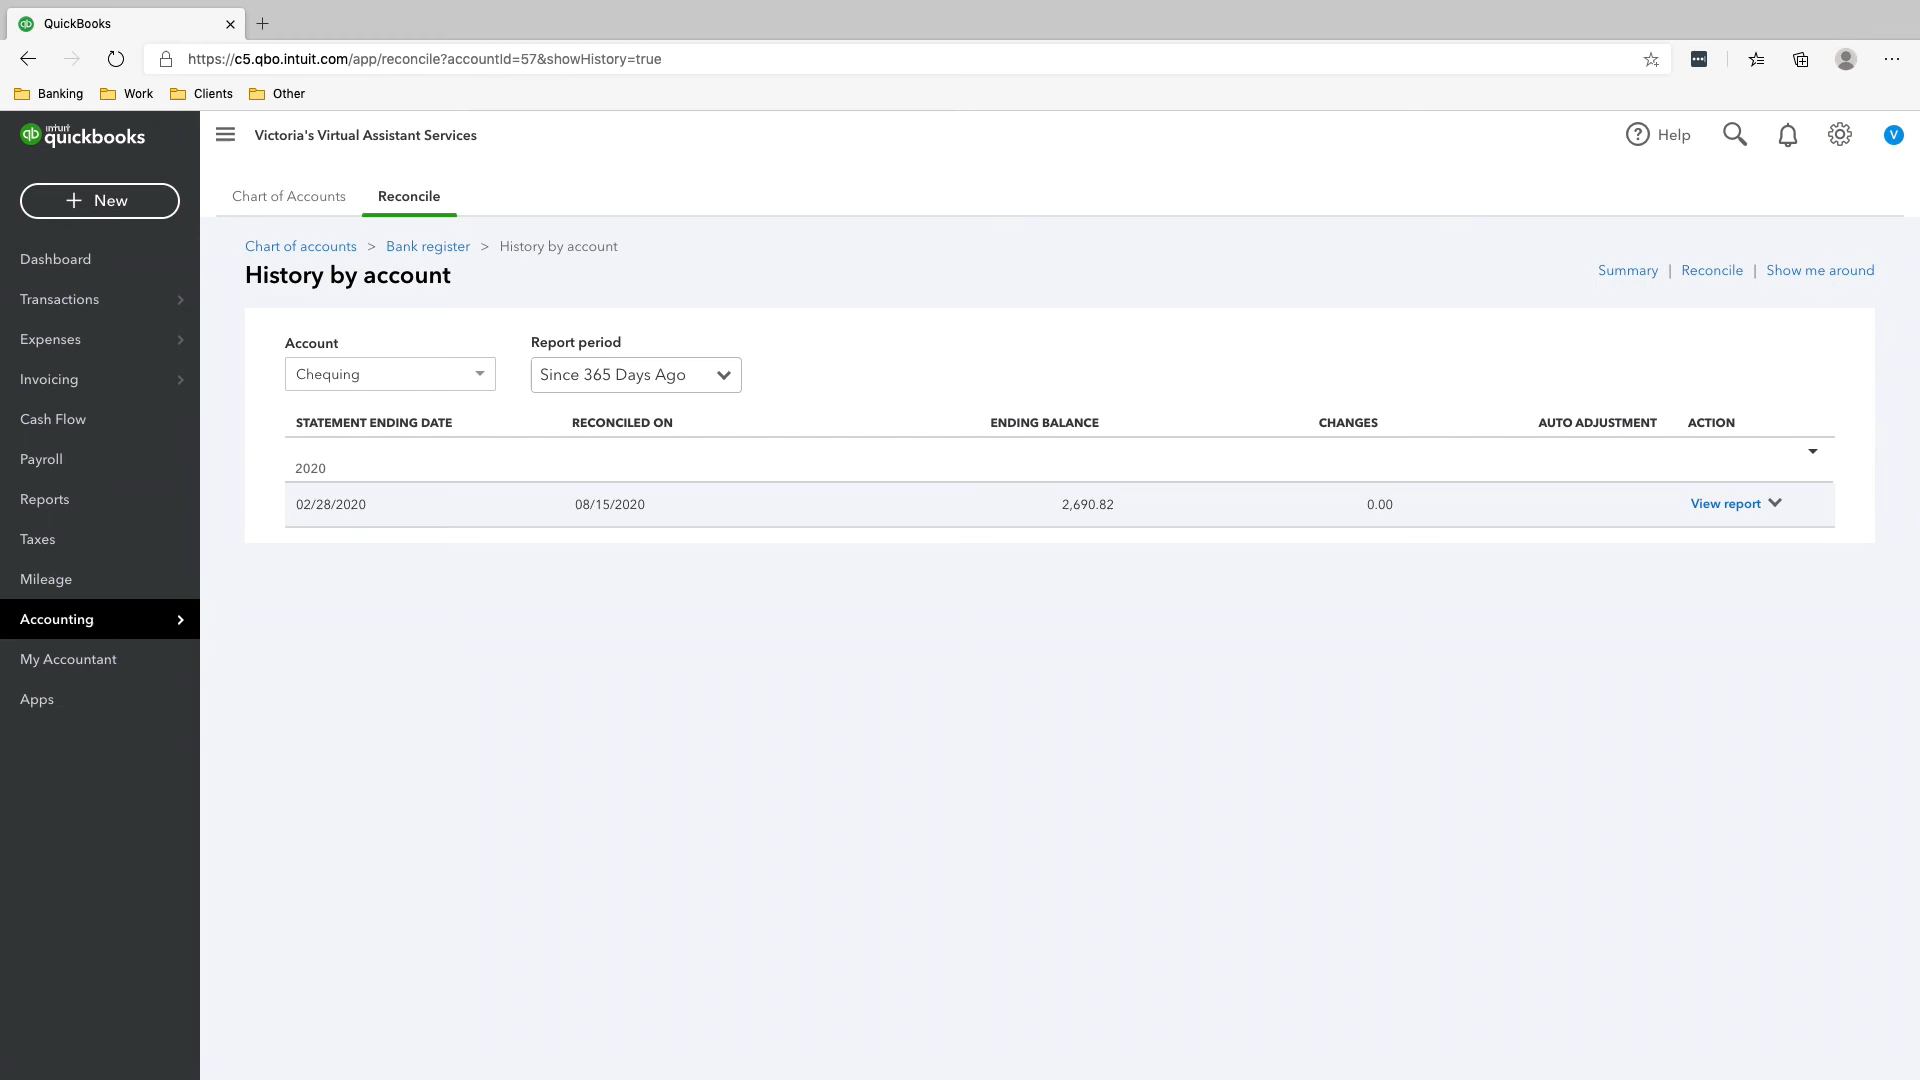 QuickBooks
https://c5.qbo.intuit.com/app/reconcile?accountId=57&showHistory=true
Banking Work Clients Other
intuit
quickbooks
Victoria's Virtual Assistant Services
Help
V
+ New
Chart of Accounts Reconcile
Dashboard
Transactions
Expenses
Invoicing
Cash Flow
Payroll
Reports
Taxes
Mileage
Accounting
My Accountant
Apps
Chart of accounts > Bank register > History by account
History by account
Summary | Reconcile | Show me around
Account Report period
Chequing Since 365 Days Ago
STATEMENT ENDING DATE RECONCILED ON ENDING BALANCE CHANGES AUTO ADJUSTMENT ACTION
2020
02/28/2020 08/15/2020 2,690.82 0.00 View report